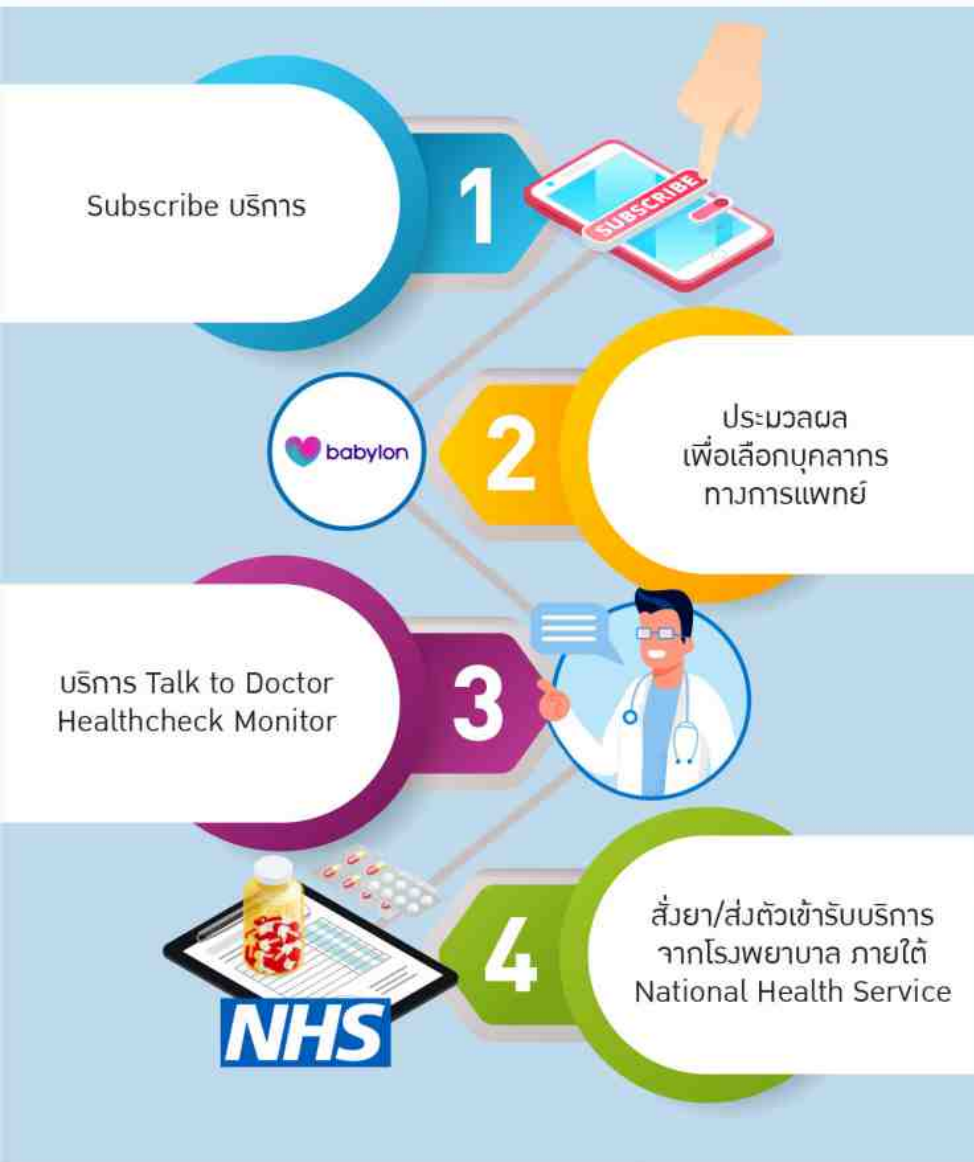 Subscribe บริการ
1
SUBSCRIBE
babylon
2
ประมวลผล
เพื่อเลือกบุคลากร
ทางการแพทย์
บริการ Talk to Doctor
Healthcheck Monitor
3
4
สั่งยา/ส่งตัวเข้ารับบริการ
จากโรงพยาบาล ภายใต้
National Health Service
NHS